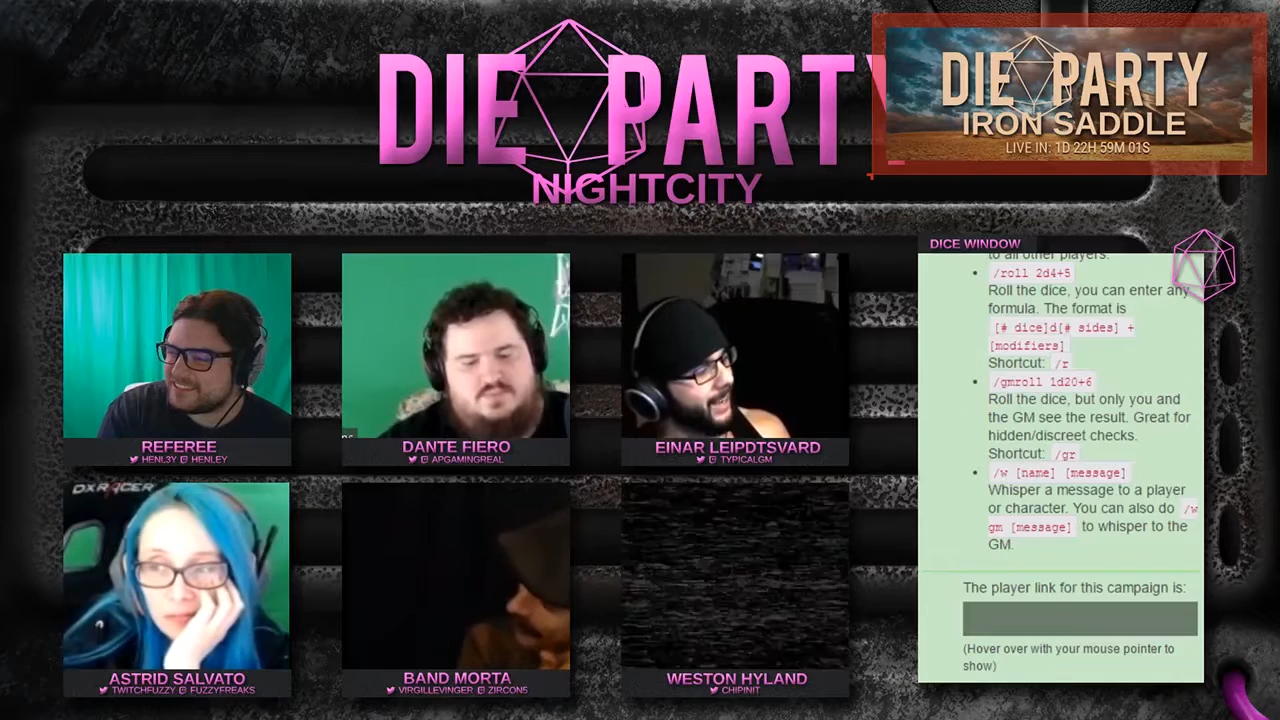 DIE PARTY
NIGHTCITY
DIE PARTY
IRON SADDLE
LIVE IN: 1D 22H 59M 01S
DICE WINDOW
to all other players.
/roll 2d4+5
Roll the dice, you can enter any
formula. The format is
[# dice]d[# sides] +
[modifiers]
Shortcut: /r
/gmroll 1d20+6
Roll the dice, but only you and
the GM see the result. Great for
hidden/discreet checks.
Shortcut: /gr
/w [name] [message]
Whisper a message to a player
or character. You can also do /w
gm [message] to whisper to the
GM.
The player link for this campaign is:
(Hover over with your mouse pointer to
show)
REFEREE
HENL3Y HENLEY
DANTE FIERO
APGAMINGREAL
EINAR LEIPDTSVARD
TYPICALGM
DXRACER
ASTRID SALVATO
TWITCHFUZZY FUZZYFREAKS
BAND MORTA
VIRGILLEVINGER ZIRCON5
WESTON HYLAND
CHIPINIT